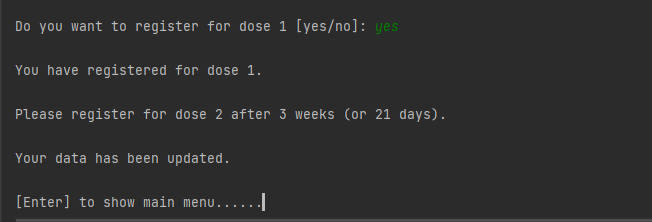 Do you want to register for dose 1 [yes/no]: yes
You have registered for dose 1.
Please register for dose 2 after 3 weeks (or 21 days).
Your data has been updated.
[Enter] to show main menu......